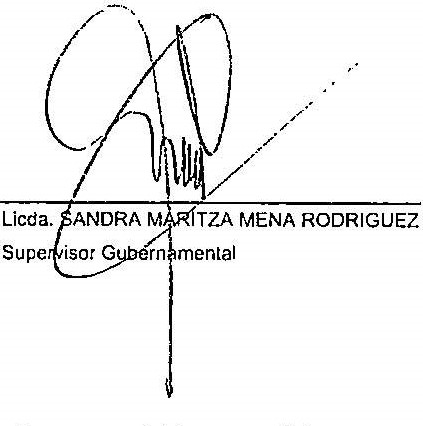 Licda. SANDRA MARITZA MENA RODRIGUEZ
Supervisor Gubernamental